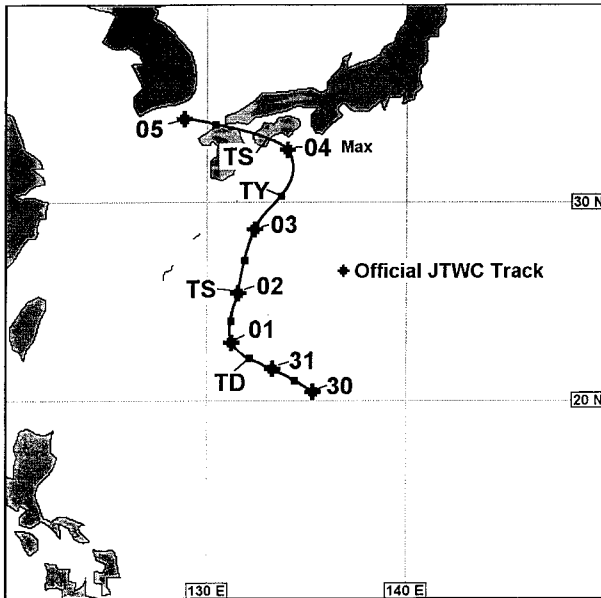 05
TS
04 Max
TY
30 N
03
Official JTWC Track
TS
02
01
31
TD
30
20 N
130 E
140 E